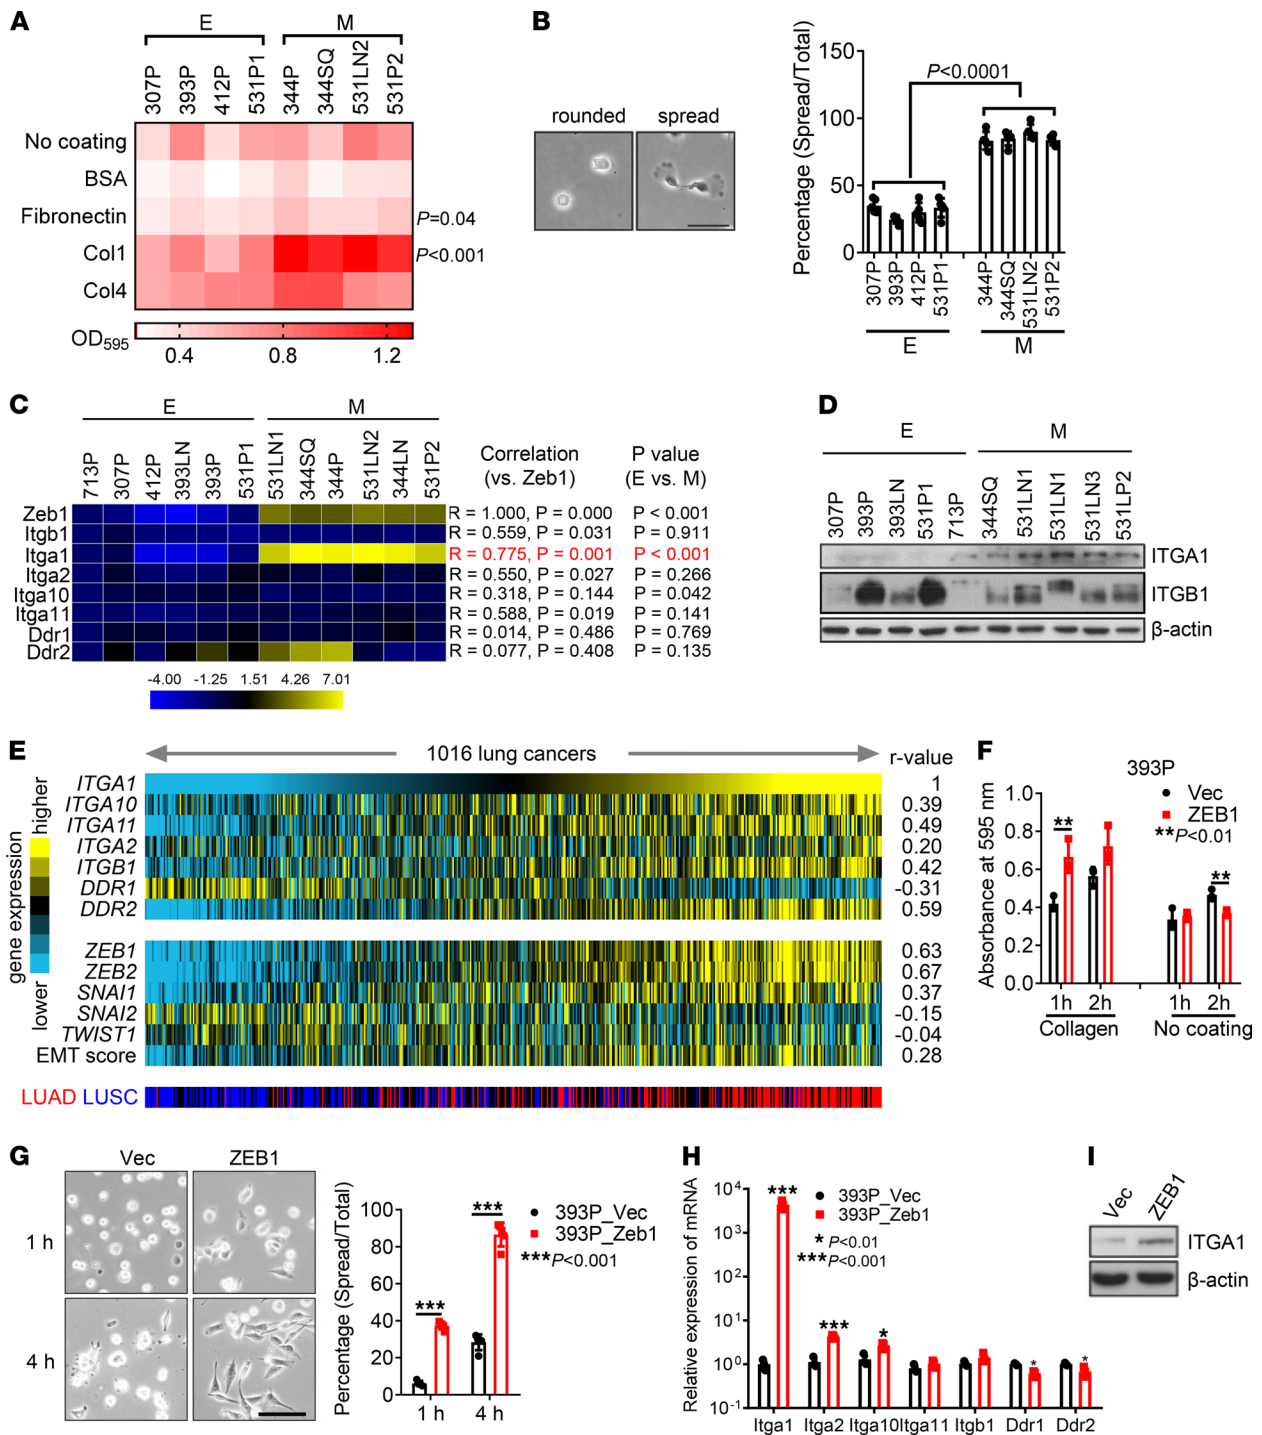 A
E M
307P 393P 412P 531P1 344P 344SQ 531LN2 531P2
No coating
BSA
Fibronectin P=0.04
Col1 P<0.001
Col4
OD595
0.4 0.8 1.2
B
rounded spread
Percentage (Spread/Total)
150
100
50
0
P<0.0001
307P 393P 412P 531P1 344P 344SQ 531LN2 531P2
E M
C
E M
713P 307P 412P 393LN 393P 531P1 531LN1 344SQ 344P 531LN2 344LN 531P2
Correlation (vs. Zeb1)
P value (E vs. M)
Zeb1 R = 1.000, P = 0.000 P < 0.001
Itgb1 R = 0.559, P = 0.031 P = 0.911
Itga1 R = 0.775, P = 0.001 P < 0.001
Itga2 R = 0.550, P = 0.027 P = 0.266
Itga10 R = 0.318, P = 0.144 P = 0.042
Itga11 R = 0.588, P = 0.019 P = 0.141
Ddr1 R = 0.014, P = 0.486 P = 0.769
Ddr2 R = 0.077, P = 0.408 P = 0.135
-4.00 -1.25 1.51 4.26 7.01
D
E M
307P 393P 393LN 531P1 713P 344SQ 531LN1 531LN1 531LN3 531LP2
ITGA1
ITGB1
β-actin
E
1016 lung cancers
r-value
gene expression
higher
lower
ITGA1 1
ITGA10 0.39
ITGA11 0.49
ITGA2 0.20
ITGB1 0.42
DDR1 -0.31
DDR2 0.59
ZEB1 0.63
ZEB2 0.67
SNAI1 0.37
SNAI2 -0.15
TWIST1 -0.04
EMT score 0.28
LUAD LUSC
F
393P
Vec
ZEB1
**P<0.01
Absorbance at 595 nm
1.0
0.8
0.6
0.4
0.2
0.0
** **
1h 2h 1h 2h
Collagen No coating
G
Vec ZEB1
1 h
4 h
Percentage (Spread/Total)
100
80
60
40
20
0
*** ***
393P_Vec
393P_Zeb1
***P<0.001
1 h 4 h
H
Relative expression of mRNA
10^4
10^3
10^2
10^1
10^0
10^-1
*** *** * * *
393P_Vec
393P_Zeb1
* P<0.01
***P<0.001
Itga1 Itga2 Itga10 Itga11 Itgb1 Ddr1 Ddr2
I
Vec ZEB1
ITGA1
β-actin